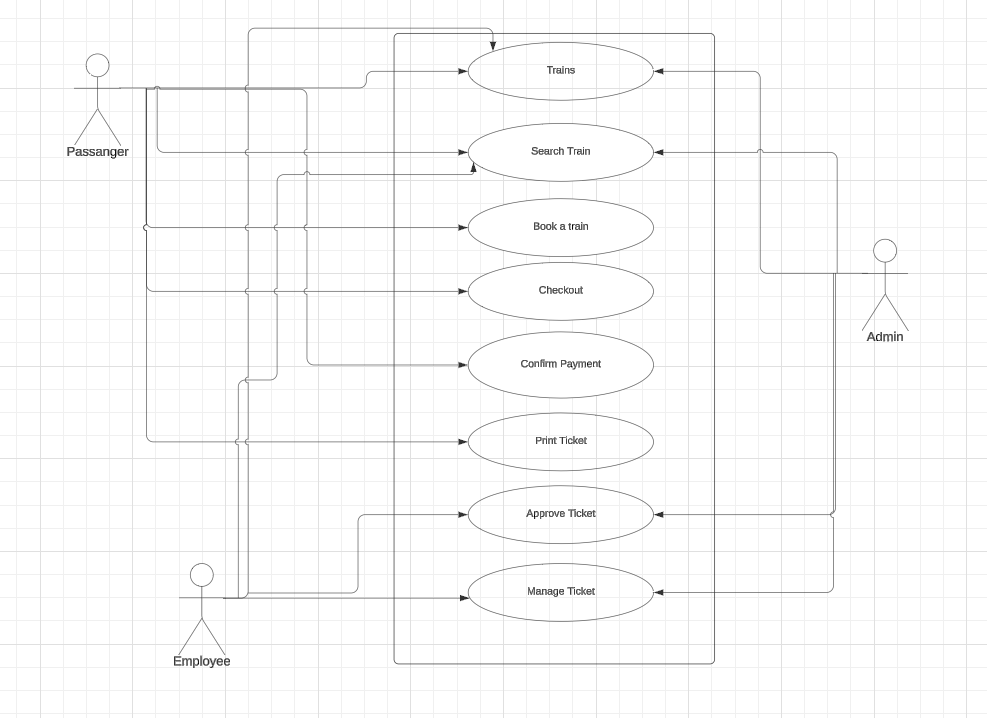 Trains
Passanger
Search Train
Book a train
Checkout
Admin
Confirm Payment
Print Ticket
Approve Ticket
Manage Ticket
Employee